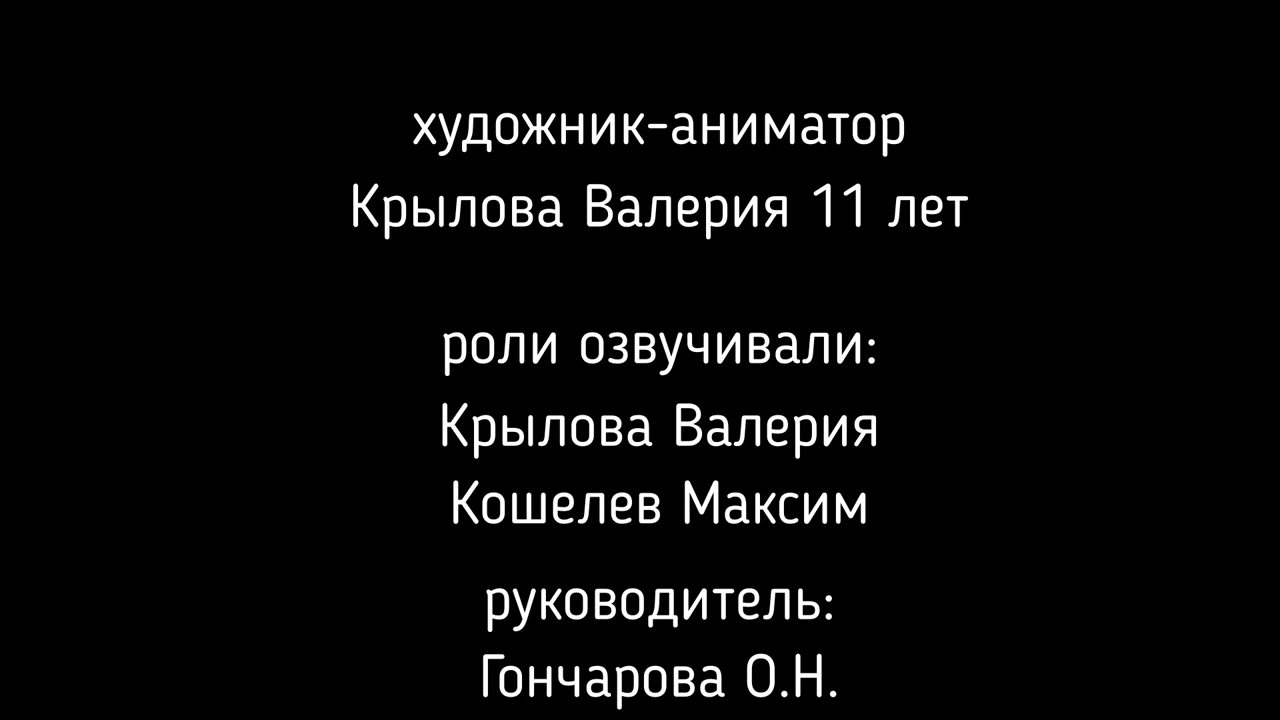 художник-аниматор
Крылова Валерия 11 лет
роли озвучивали:
Крылова Валерия
Кошелев Максим
руководитель:
Гончарова О.Н.